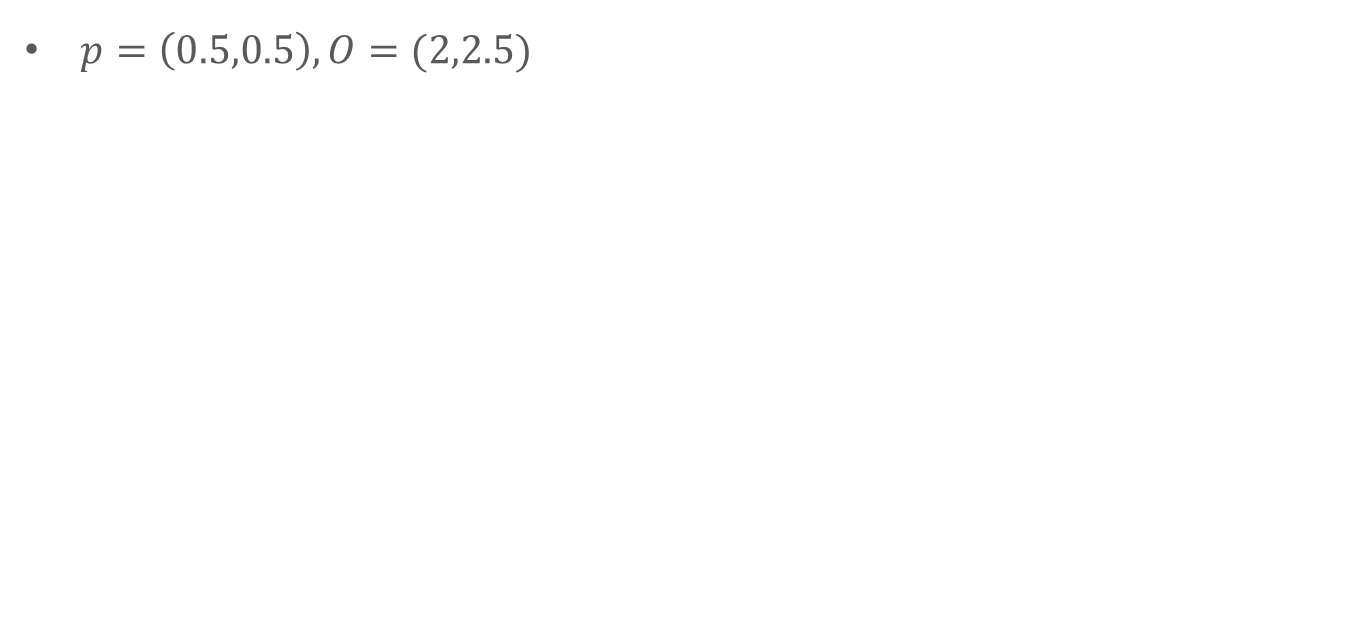 • p = (0.5,0.5), O = (2,2.5)